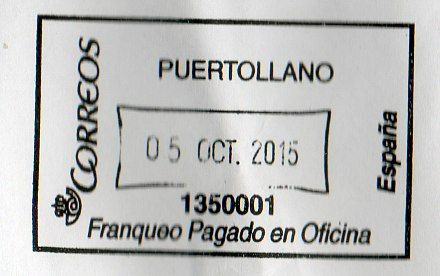 CORREOS
PUERTOLLANO
05 OCT. 2015
España
1350001
Franqueo Pagado en Oficina